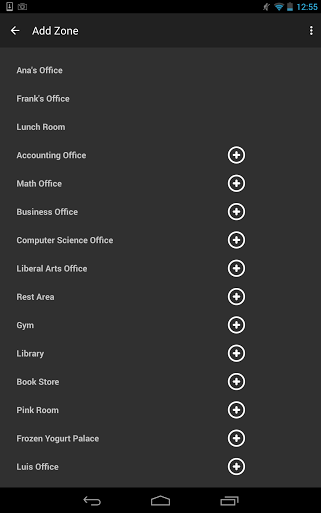 12:55
Add Zone
Ana's Office
Frank's Office
Lunch Room
Accounting Office
Math Office
Business Office
Computer Science Office
Liberal Arts Office
Rest Area
Gym
Library
Book Store
Pink Room
Frozen Yogurt Palace
Luis Office